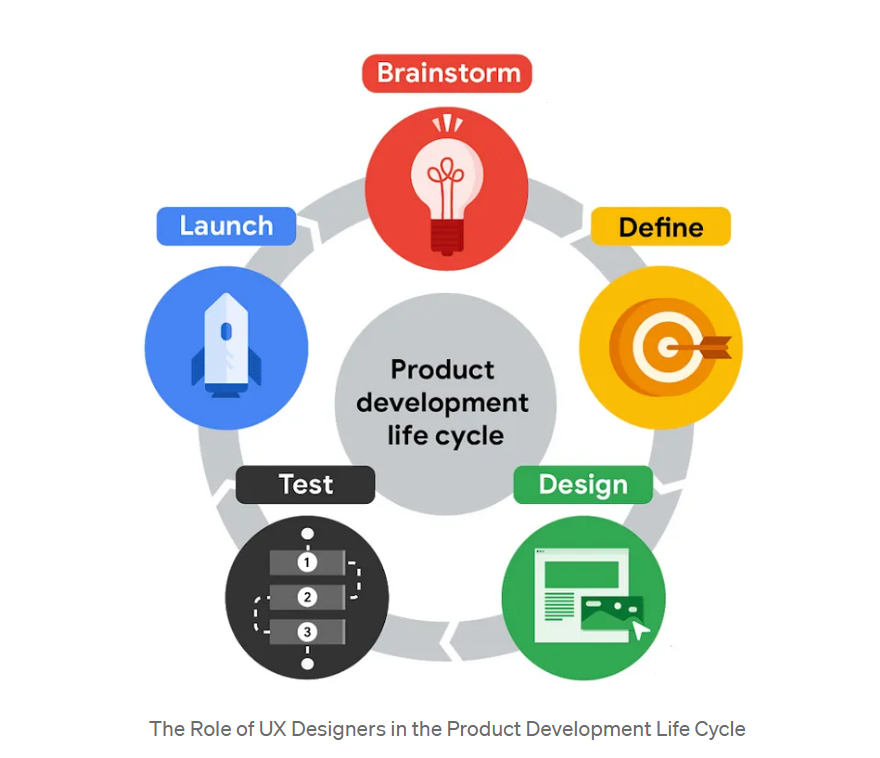 Brainstorm
Launch
Define
Product
development
life cycle
Test
Design
1
2
3
The Role of UX Designers in the Product Development Life Cycle